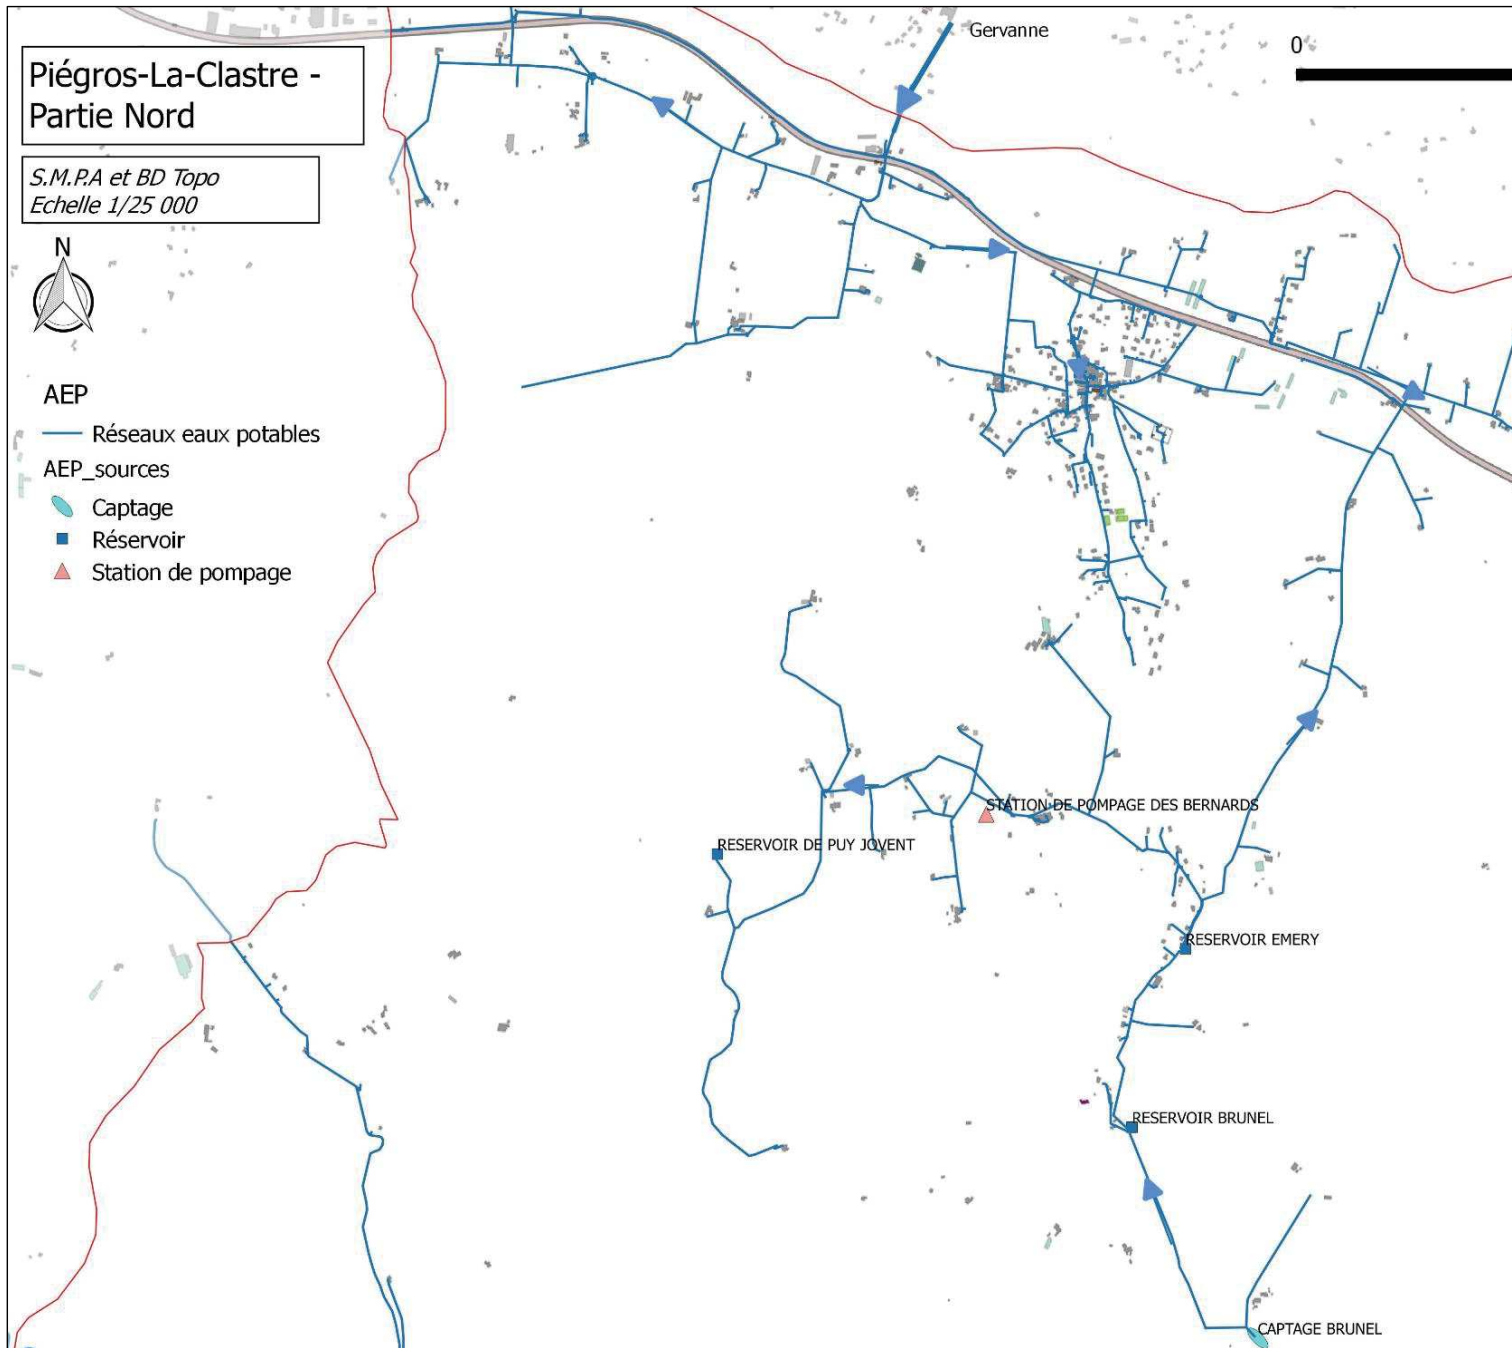 Gervanne
0
Piégros-La-Clastre -
Partie Nord
S.M.P.A et BD Topo
Echelle 1/25 000
N
AEP
Réseaux eaux potables
AEP_sources
Captage
Réservoir
Station de pompage
STATION DE POMPAGE DES BERNARDS
RESERVOIR DE PUY JOVENT
RESERVOIR EMERY
RESERVOIR BRUNEL
CAPTAGE BRUNEL